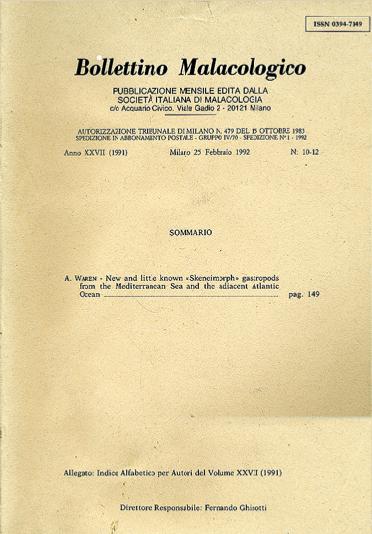 ISSN 0394-7149
Bollettino Malacologico
PUBBLICAZIONE MENSILE EDITA DALLA
SOCIETÀ ITALIANA DI MALACOLOGIA
c/o Acquario Civico. Viale Gadio 2 - 20121 Milano
AUTORIZZAZIONE TRIBUNALE DI MILANO N. 479 DEL 15 OTTOBRE 1983
SPEDIZIONE IN ABBONAMENTO POSTALE - GRUPPO IV/70 - SPEDIZIONE N° 1 - 1992
Anno XXVII (1991) Milano 25 Febbraio 1992 N: 10-12
SOMMARIO
A. WAREN - New and little known «Skeneimorph» gastropods
from the Mediterranean Sea and the adjacent Atlantic
Ocean pag. 149
Allegato: Indice Alfabetico per Autori del Volume XXVII (1991)
Direttore Responsabile: Fernando Ghisotti